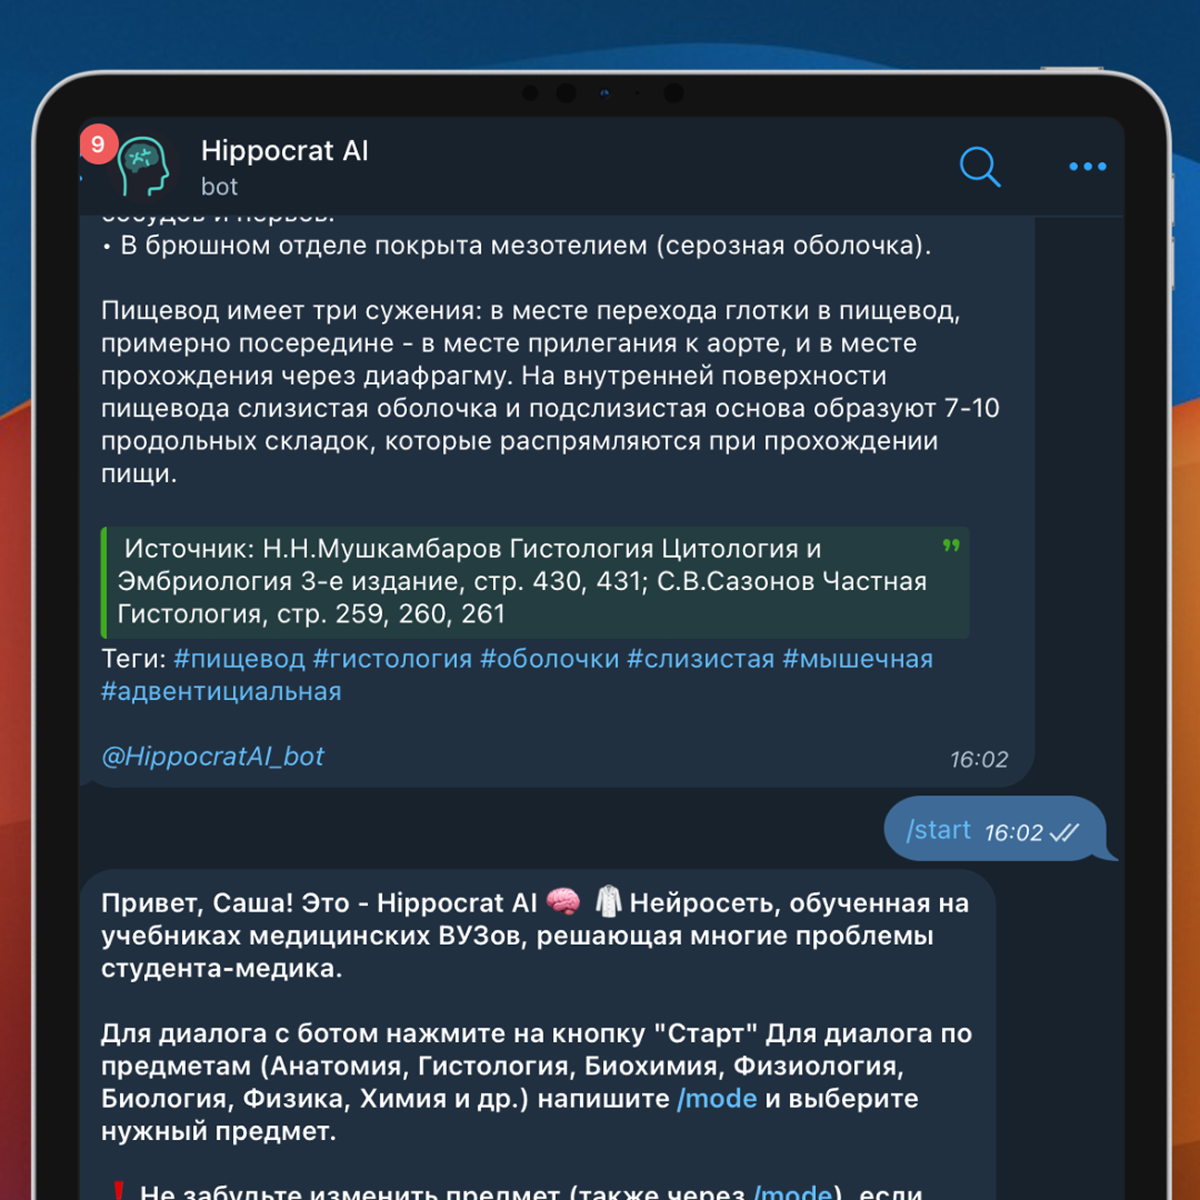 9
Hippocrat AI
bot
сосудов и нервов.
• В брюшном отделе покрыта мезотелием (серозная оболочка).
Пищевод имеет три сужения: в месте перехода глотки в пищевод,
примерно посередине - в месте прилегания к аорте, и в месте
прохождения через диафрагму. На внутренней поверхности
пищевода слизистая оболочка и подслизистая основа образуют 7-10
продольных складок, которые распрямляются при прохождении
пищи.
Источник: Н.Н.Мушкамбаров Гистология Цитология и
Эмбриология 3-е издание, стр. 430, 431; С.В.Сазонов Частная
Гистология, стр. 259, 260, 261
Теги: #пищевод #гистология #оболочки #слизистая #мышечная
#адвентициальная
@HippocratAI_bot
16:02
/start 16:02
Привет, Саша! Это - Hippocrat AI 🧠 🥼 Нейросеть, обученная на
учебниках медицинских ВУЗов, решающая многие проблемы
студента-медика.
Для диалога с ботом нажмите на кнопку "Старт" Для диалога по
предметам (Анатомия, Гистология, Биохимия, Физиология,
Биология, Физика, Химия и др.) напишите /mode и выберите
нужный предмет.
❗ Не забудьте изменить предмет (также через /mode), если